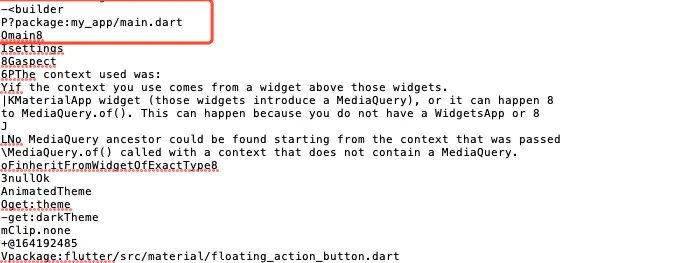 -<builder
P?package:my_app/main.dart
Omain8
Isettings
8Gaspect
6PThe context used was:
Yif the context you use comes from a widget above those widgets.
|KMaterialApp widget (those widgets introduce a MediaQuery), or it can happen 8
to MediaQuery.of(). This can happen because you do not have a WidgetsApp or 8
J
LNo MediaQuery ancestor could be found starting from the context that was passed
\MediaQuery.of() called with a context that does not contain a MediaQuery.
oFinheritFromWidgetOfExactType8
3nullOk
AnimatedTheme
Oget:theme
-get:darkTheme
mClip.none
+@164192485
Vpackage:flutter/src/material/floating_action_button.dart